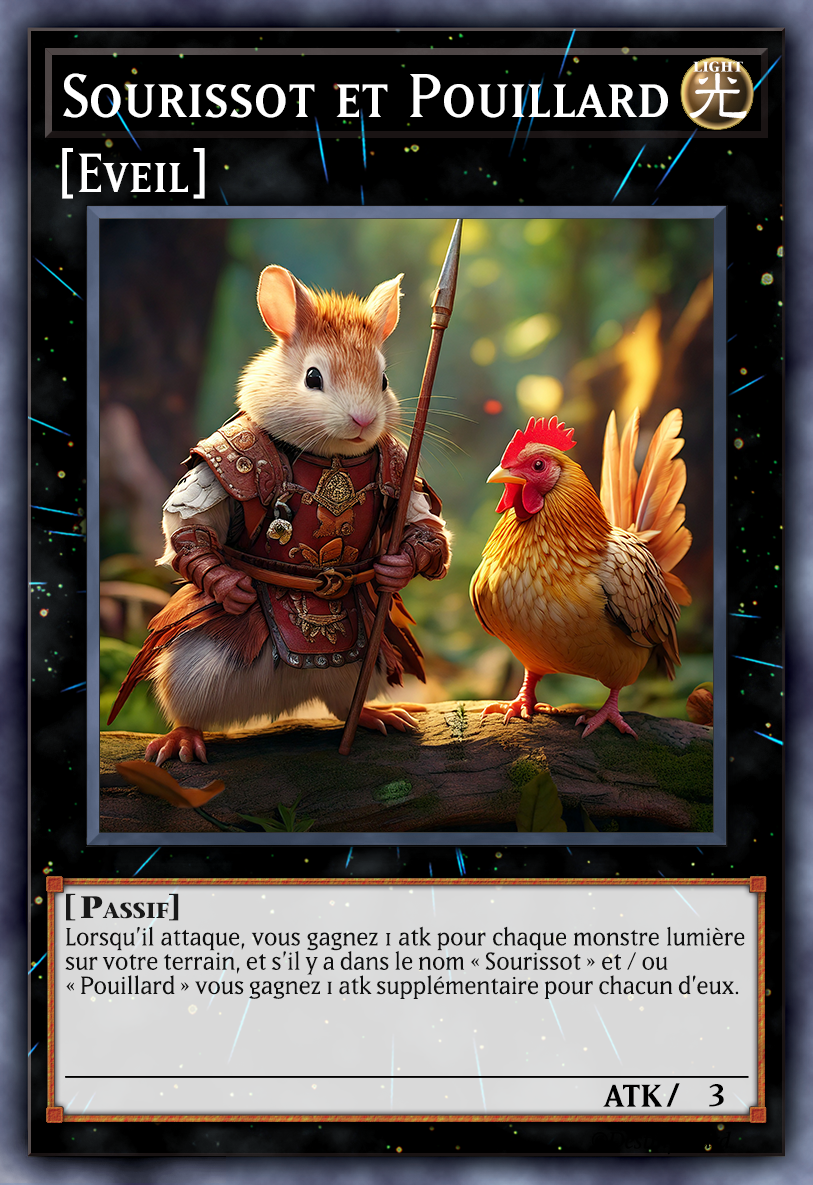 Sourissot et Pouillard
LIGHT
光
[Eveil]
[Passif]
Lorsqu'il attaque, vous gagnez 1 atk pour chaque monstre lumière
sur votre terrain, et s'il y a dans le nom « Sourissot » et / ou
« Pouillard » vous gagnez 1 atk supplémentaire pour chacun d'eux.
ATK / 3